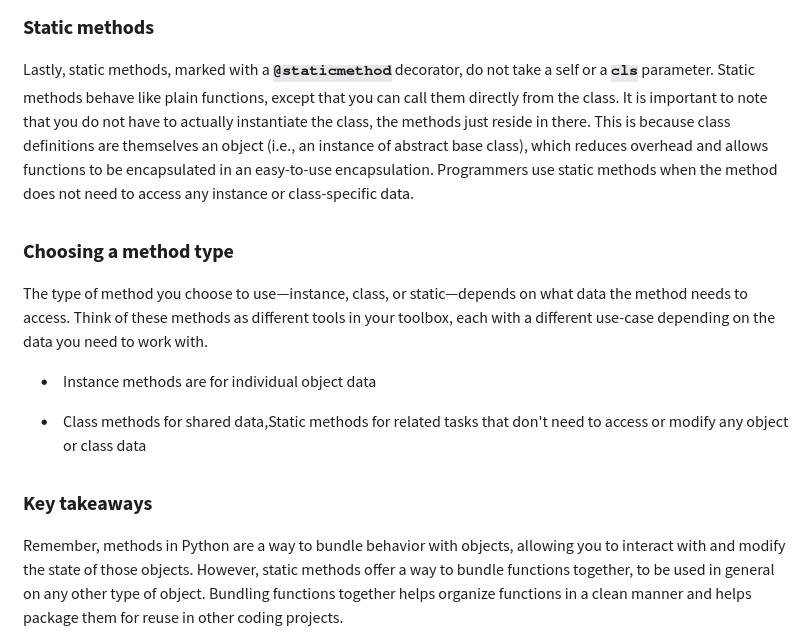 Static methods
Lastly, static methods, marked with a @staticmethod decorator, do not take a self or a cls parameter. Static
methods behave like plain functions, except that you can call them directly from the class. It is important to note
that you do not have to actually instantiate the class, the methods just reside in there. This is because class
definitions are themselves an object (i.e., an instance of abstract base class), which reduces overhead and allows
functions to be encapsulated in an easy-to-use encapsulation. Programmers use static methods when the method
does not need to access any instance or class-specific data.
Choosing a method type
The type of method you choose to use—instance, class, or static—depends on what data the method needs to
access. Think of these methods as different tools in your toolbox, each with a different use-case depending on the
data you need to work with.
• Instance methods are for individual object data
• Class methods for shared data,Static methods for related tasks that don't need to access or modify any object
or class data
Key takeaways
Remember, methods in Python are a way to bundle behavior with objects, allowing you to interact with and modify
the state of those objects. However, static methods offer a way to bundle functions together, to be used in general
on any other type of object. Bundling functions together helps organize functions in a clean manner and helps
package them for reuse in other coding projects.